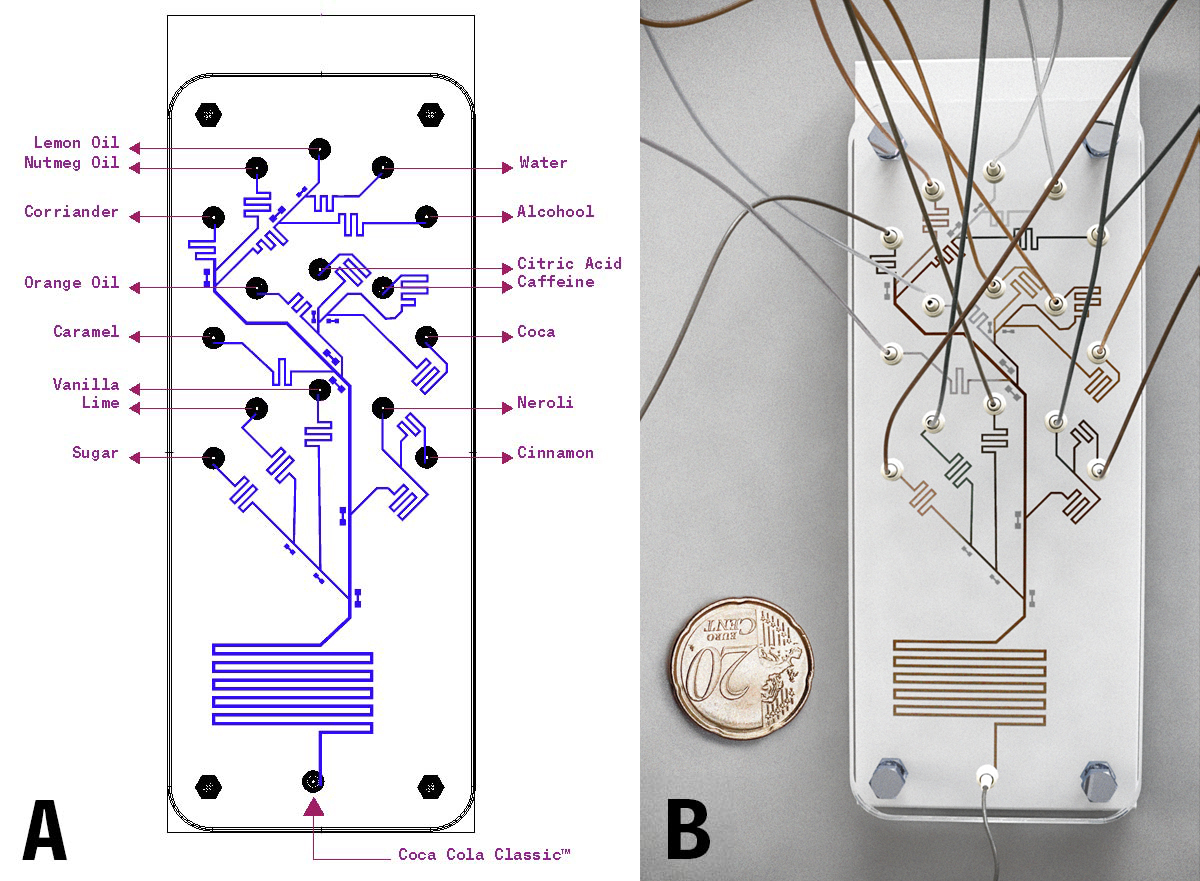 Lemon Oil
Nutmeg Oil
Water
Corriander
Alcohool
Citric Acid
Orange Oil
Caffeine
Caramel
Coca
Vanilla
Lime
Neroli
Sugar
Cinnamon
Coca Cola Classic™
A
20
EURO
CENT
B